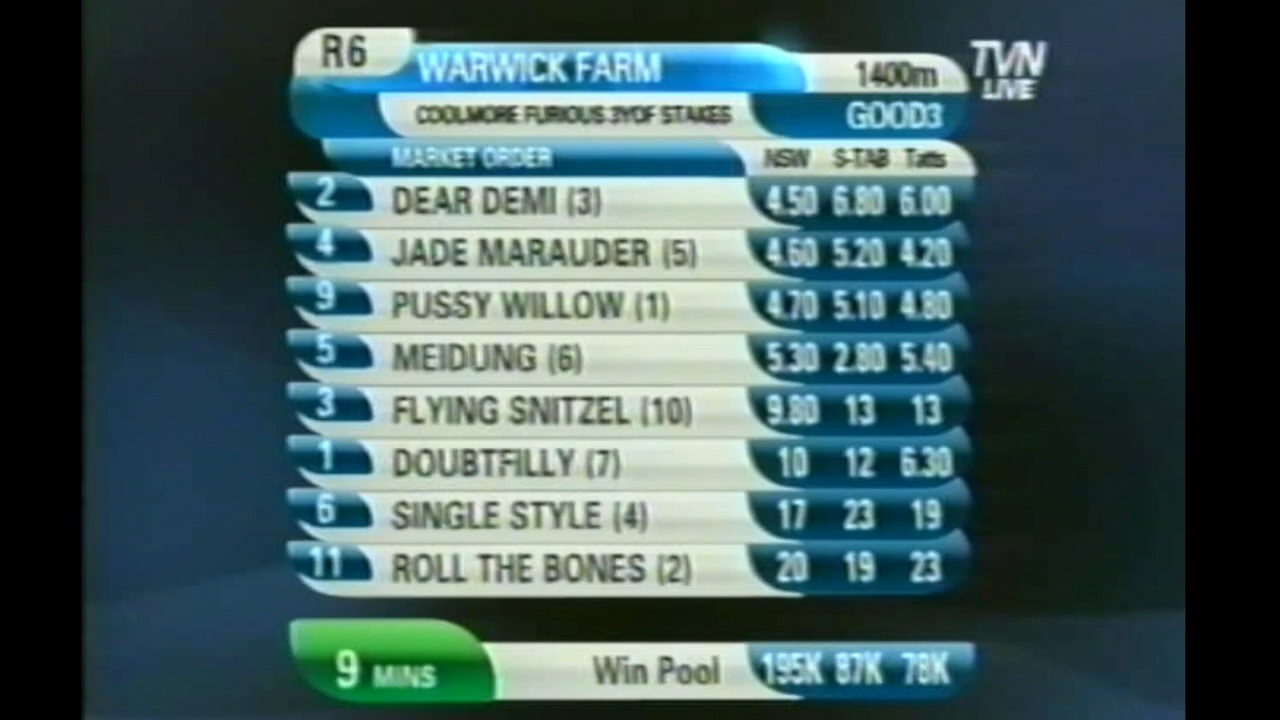 R6 WARWICK FARM 1400m TVN LIVE
COOLMORE FURIOUS 3YOF STAKES GOOD3
MARKET ORDER NSW S-TAB Tatts
2 DEAR DEMI (3) 4.50 6.80 6.00
4 JADE MARAUDER (5) 4.60 5.20 4.20
9 PUSSY WILLOW (1) 4.70 5.10 4.80
5 MEIDUNG (6) 5.30 2.80 5.40
3 FLYING SNITZEL (10) 9.80 13 13
1 DOUBTFILLY (7) 10 12 6.30
6 SINGLE STYLE (4) 17 23 19
11 ROLL THE BONES (2) 20 19 23
9 MINS Win Pool 195K 87K 78K